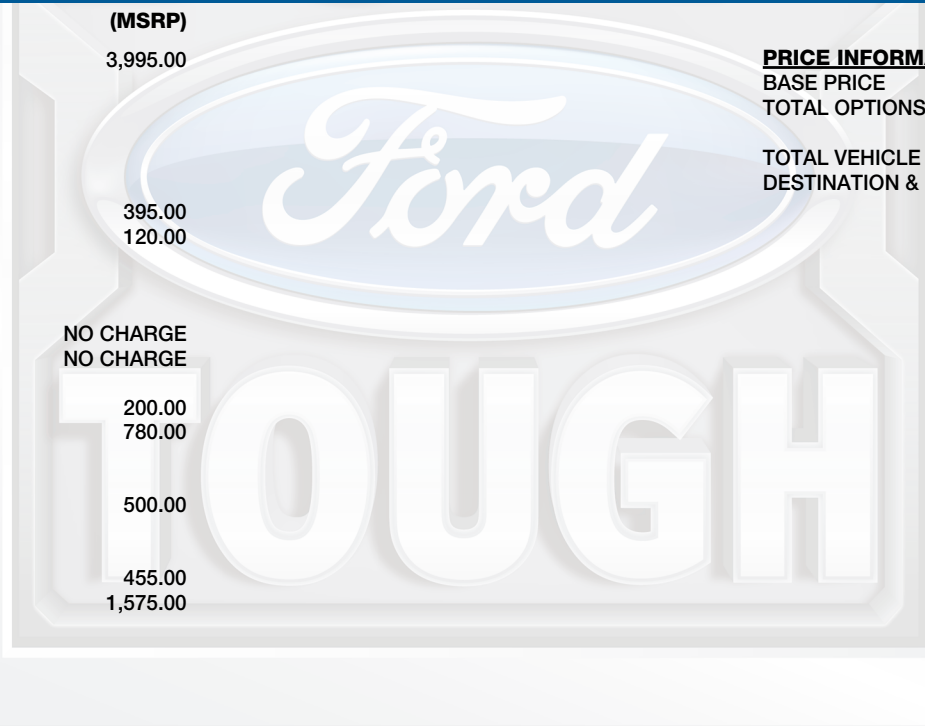 (MSRP)
3,995.00
395.00
120.00
NO CHARGE
NO CHARGE
200.00
780.00
500.00
455.00
1,575.00
PRICE INFORMA
BASE PRICE
TOTAL OPTIONS
TOTAL VEHICLE
DESTINATION &
Ford
TOUGH